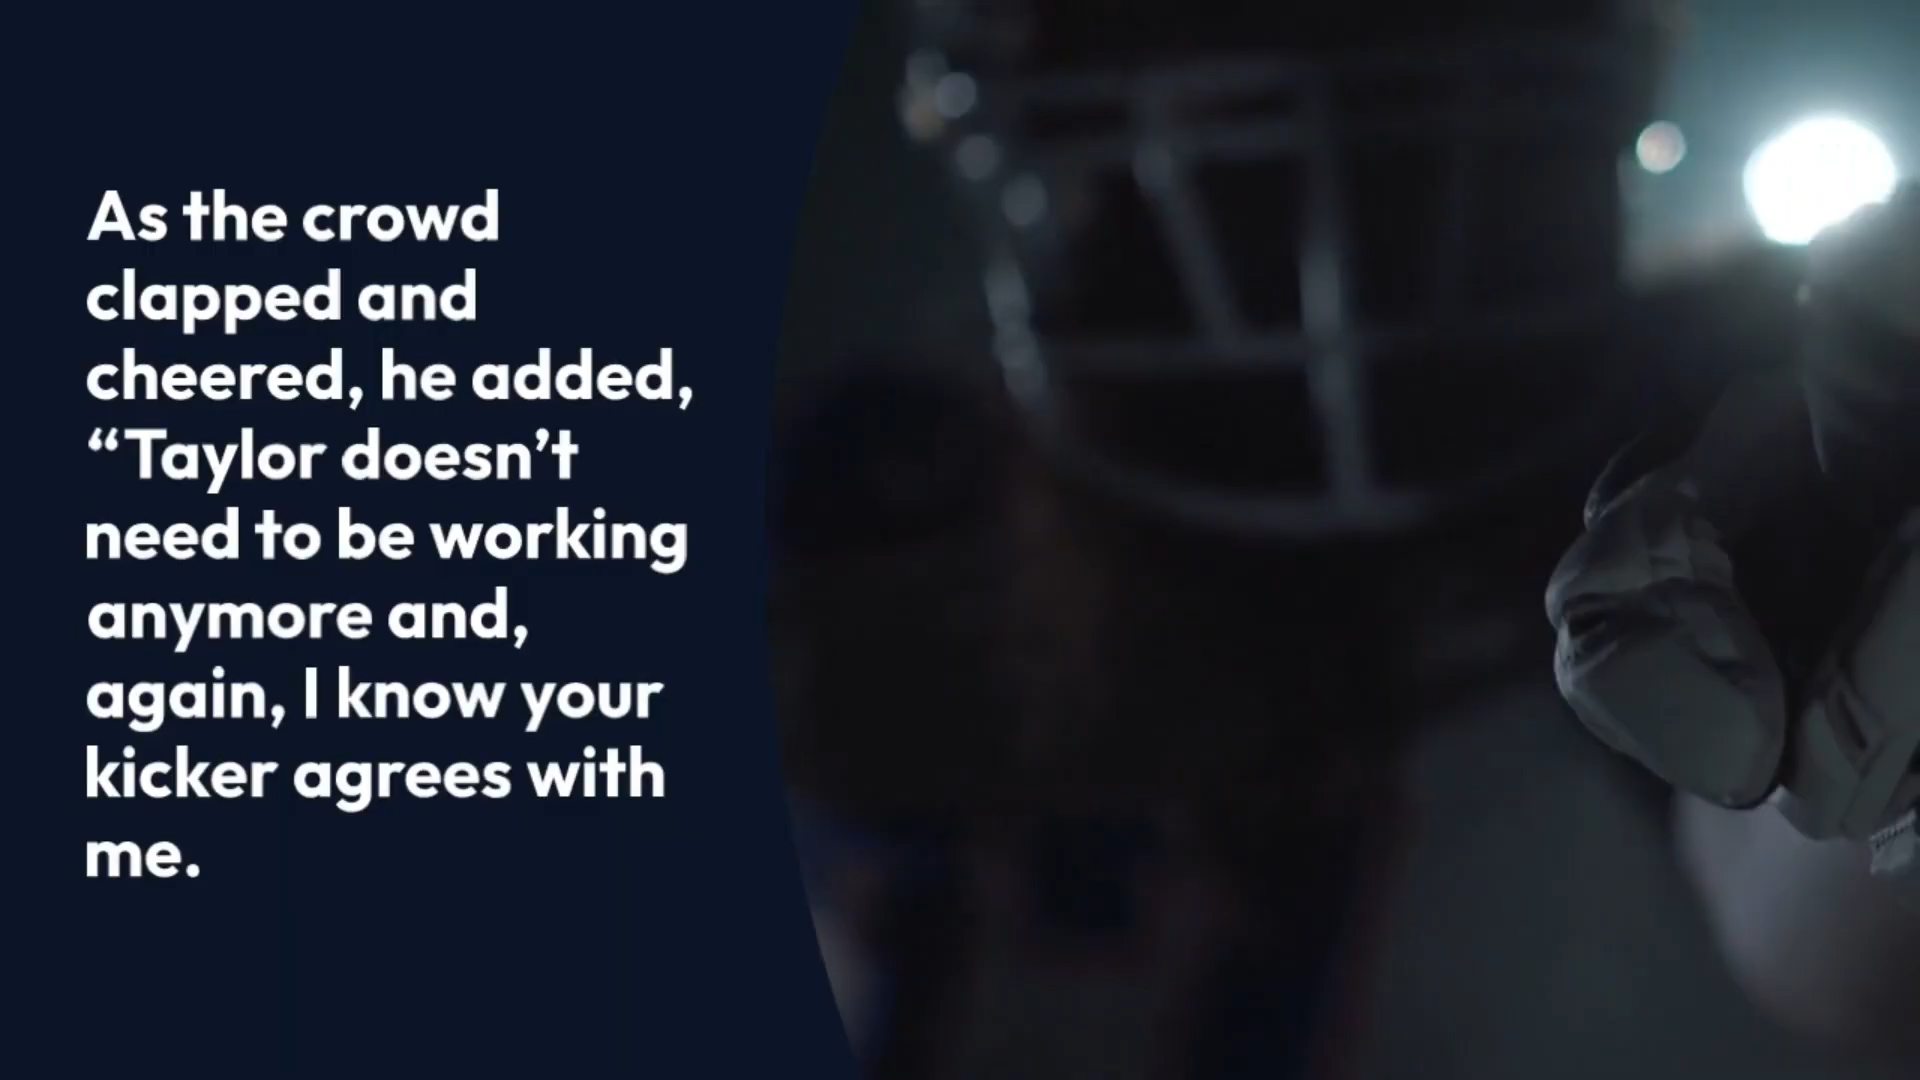 As the crowd
clapped and
cheered, he added,
“Taylor doesn’t
need to be working
anymore and,
again, I know your
kicker agrees with
me.